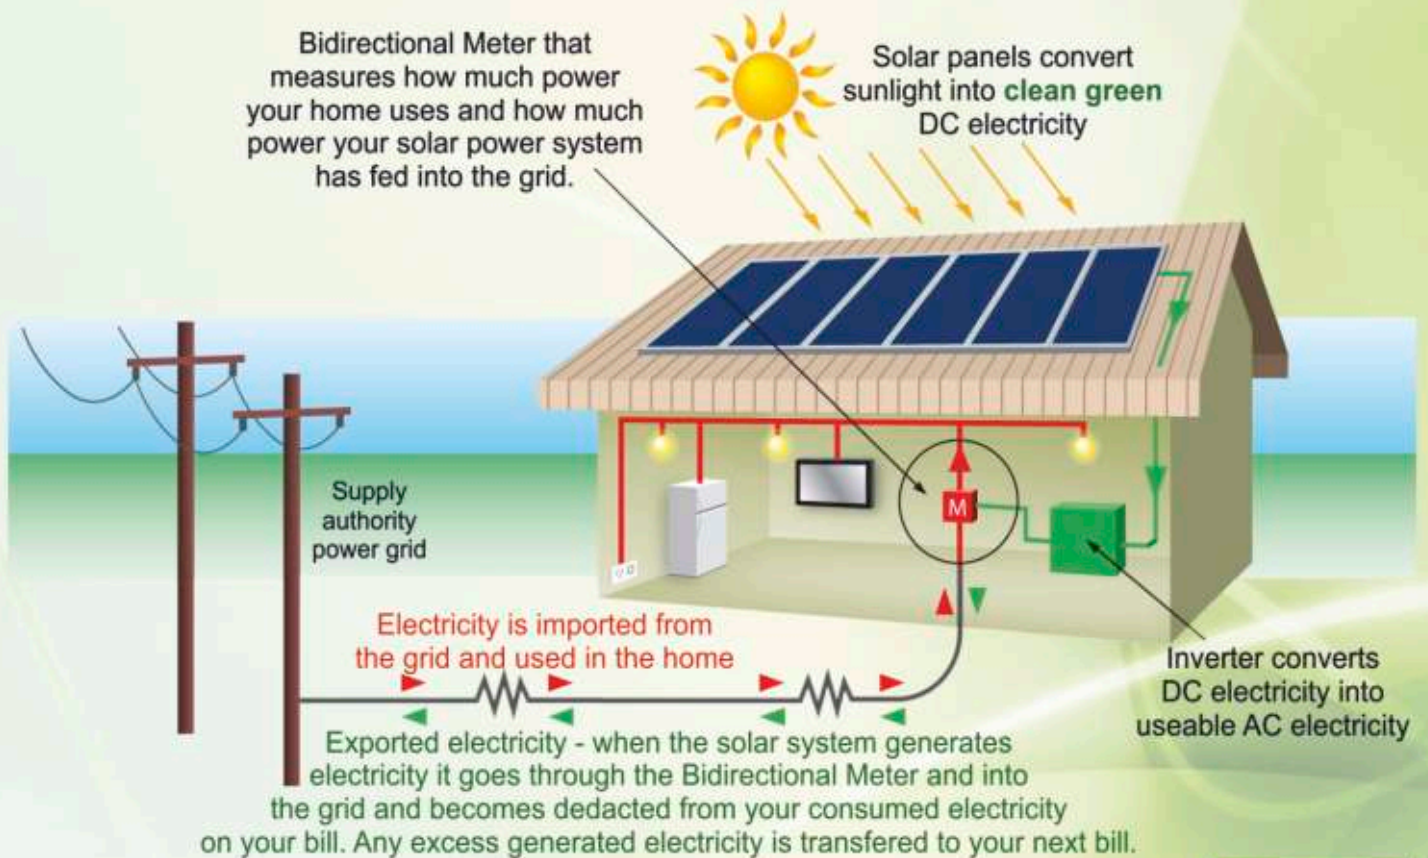 Bidirectional Meter that
measures how much power
your home uses and how much
power your solar power system
has fed into the grid.
Solar panels convert
sunlight into clean green
DC electricity
Supply
authority
power grid
M
Electricity is imported from
the grid and used in the home
Inverter converts
DC electricity into
useable AC electricity
Exported electricity - when the solar system generates
electricity it goes through the Bidirectional Meter and into
the grid and becomes dedacted from your consumed electricity
on your bill. Any excess generated electricity is transfered to your next bill.